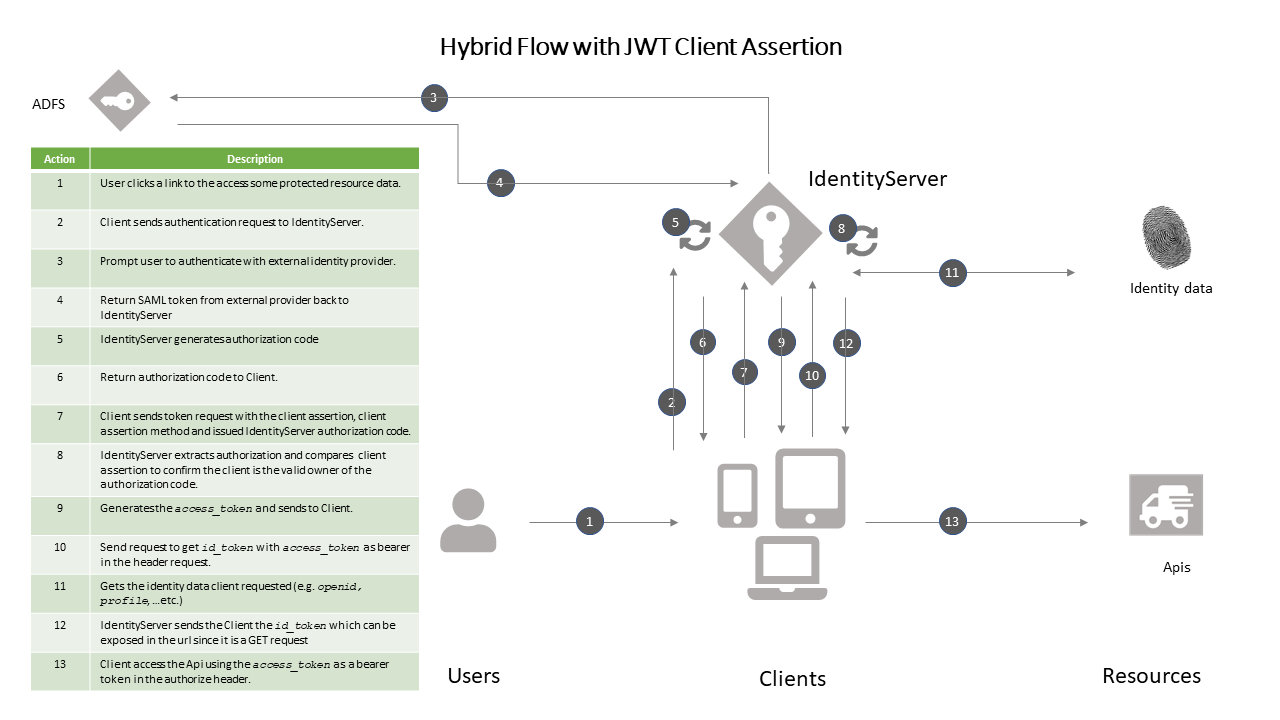 Hybrid Flow with JWT Client Assertion
ADFS
3
4
IdentityServer
5
8
11
Identity data
6
9
12
7
10
2
1
13
Apis
Users
Clients
Resources
Action Description
1 User clicks a link to the access some protected resource data.
2 Client sends authentication request to IdentityServer.
3 Prompt user to authenticate with external identity provider.
4 Return SAML token from external provider back to
IdentityServer
5 IdentityServer generates authorization code
6 Return authorization code to Client.
7 Client sends token request with the client assertion, client
assertion method and issued IdentityServer authorization code.
8 IdentityServer extracts authorization and compares client
assertion to confirm the client is the valid owner of the
authorization code.
9 Generates the access_token and sends to Client.
10 Send request to get id_token with access_token as bearer
in the header request.
11 Gets the identity data client requested (e.g. openid,
profile, …etc.)
12 IdentityServer sends the Client the id_token which can be
exposed in the url since it is a GET request
13 Client access the Api using the access_token as a bearer
token in the authorize header.